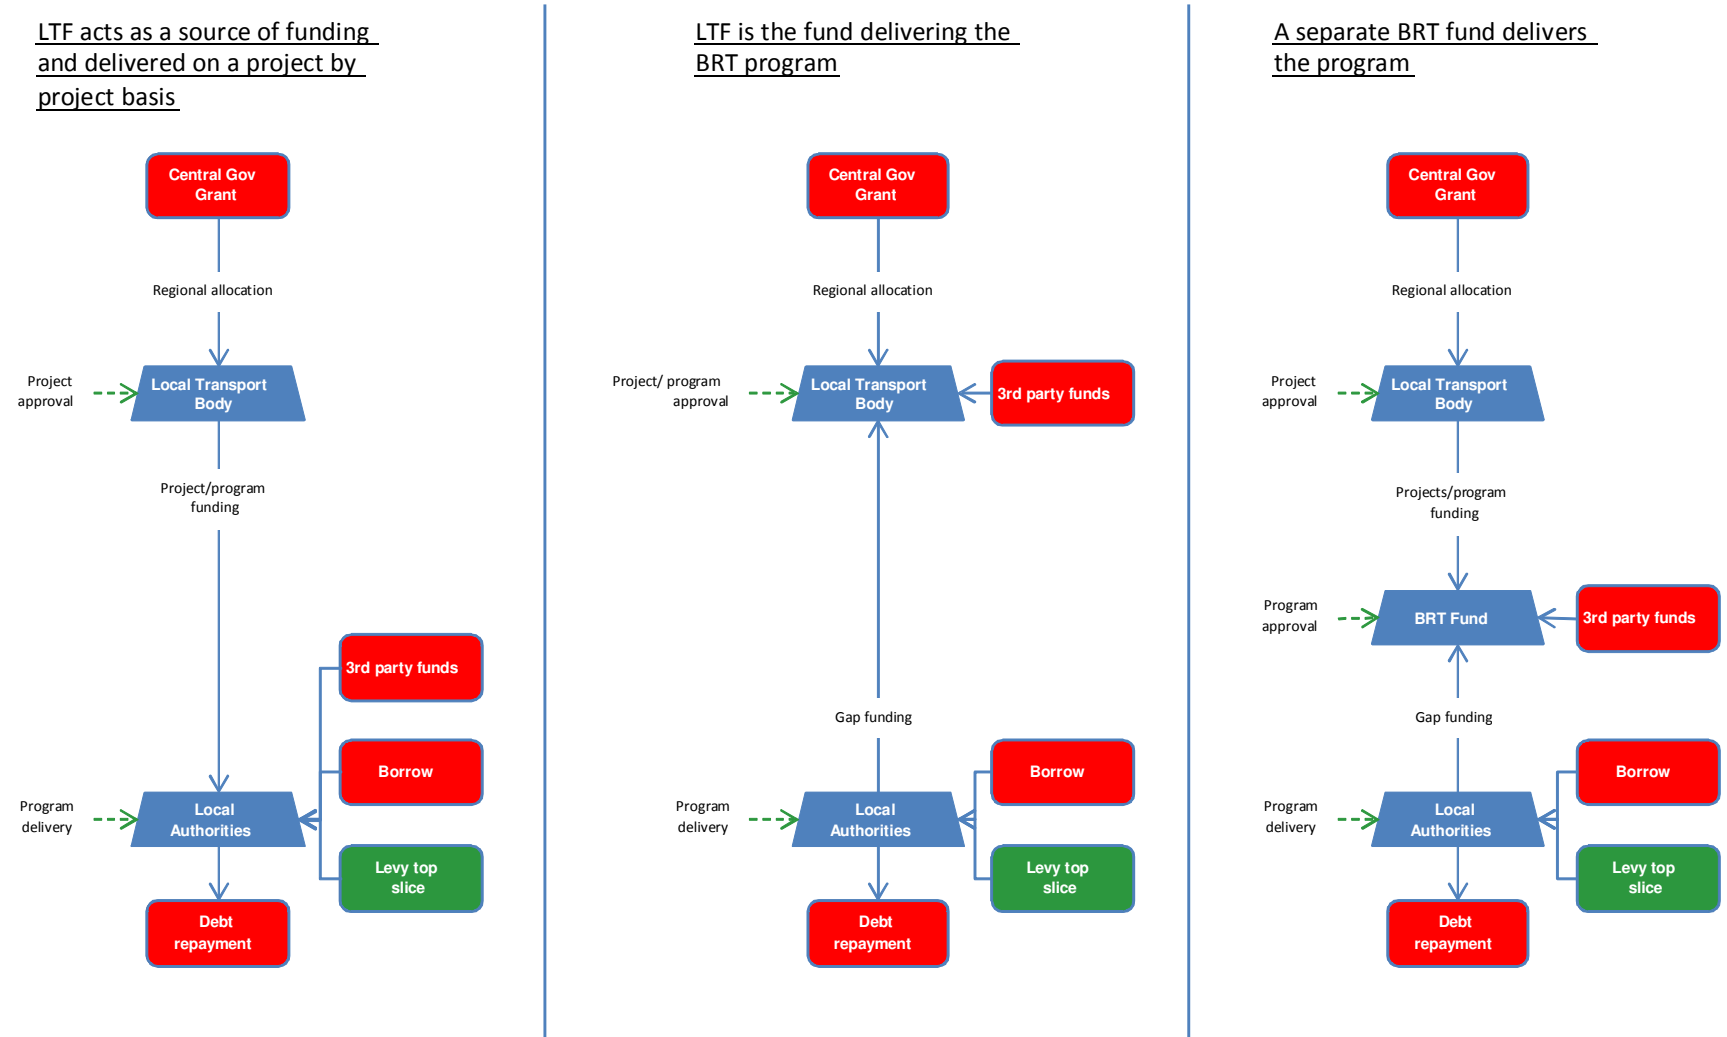 LTF acts as a source of funding
and delivered on a project by
project basis
Central Gov
Grant
Regional allocation
Project
approval
Local Transport
Body
Project/program
funding
3rd party funds
Borrow
Program
delivery
Local
Authorities
Levy top
slice
Debt
repayment
LTF is the fund delivering the
BRT program
Central Gov
Grant
Regional allocation
Project/ program
approval
Local Transport
Body
3rd party funds
Gap funding
Borrow
Program
delivery
Local
Authorities
Levy top
slice
Debt
repayment
A separate BRT fund delivers
the program
Central Gov
Grant
Regional allocation
Project
approval
Local Transport
Body
Projects/program
funding
Program
approval
BRT Fund
3rd party funds
Gap funding
Borrow
Program
delivery
Local
Authorities
Levy top
slice
Debt
repayment